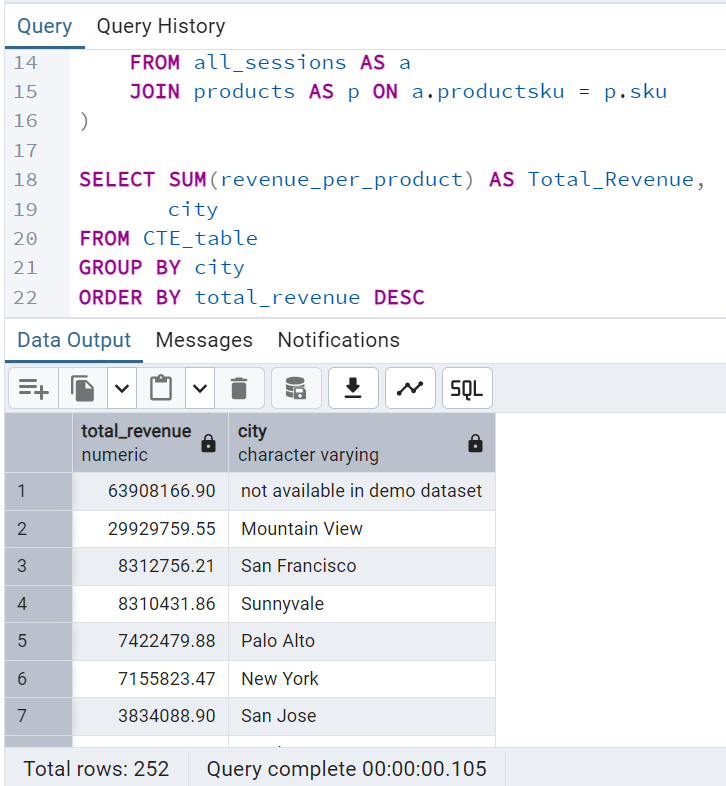 Query Query History
14 FROM all_sessions AS a
15 JOIN products AS p ON a.productsku = p.sku
16 )
17
18 SELECT SUM(revenue_per_product) AS Total_Revenue,
19 city
20 FROM CTE_table
21 GROUP BY city
22 ORDER BY total_revenue DESC
Data Output Messages Notifications
SQL
total_revenue city
numeric character varying
1 63908166.90 not available in demo dataset
2 29929759.55 Mountain View
3 8312756.21 San Francisco
4 8310431.86 Sunnyvale
5 7422479.88 Palo Alto
6 7155823.47 New York
7 3834088.90 San Jose
Total rows: 252 Query complete 00:00:00.105